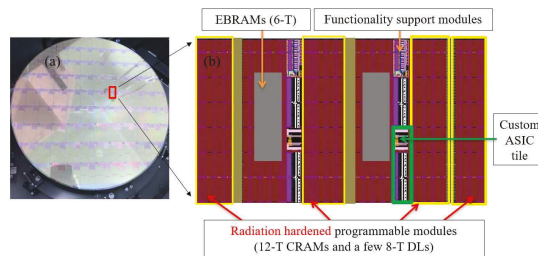 EBRAMs (6-T)
Functionality support modules
(a)
(b)
Custom
ASIC
tile
Radiation hardened programmable modules
(12-T CRAMs and a few 8-T DLs)